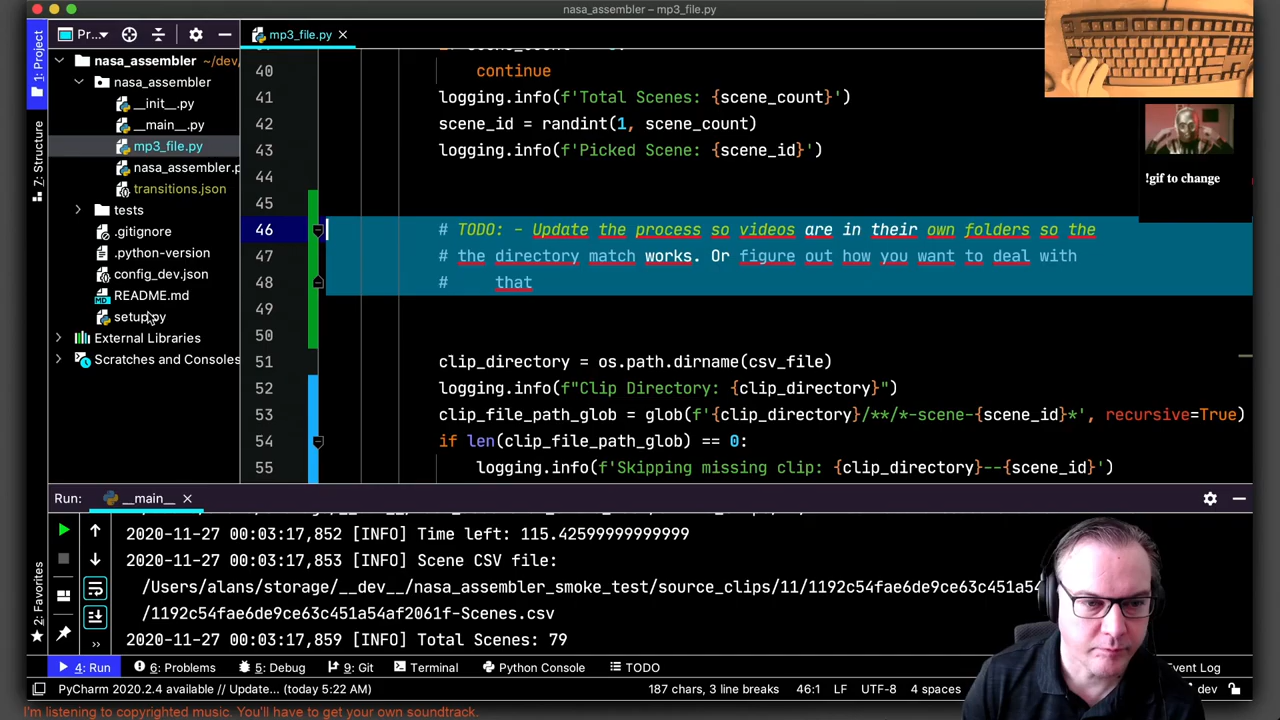 nasa_assembler – mp3_file.py
Pr...
mp3_file.py
1: Project
7: Structure
2: Favorites
nasa_assembler ~/dev/
nasa_assembler
__init__.py
__main__.py
mp3_file.py
nasa_assembler.p
transitions.json
tests
.gitignore
.python-version
config_dev.json
README.md
setup.py
External Libraries
Scratches and Consoles
40 continue
41 logging.info(f'Total Scenes: {scene_count}')
42 scene_id = randint(1, scene_count)
43 logging.info(f'Picked Scene: {scene_id}')
44
45
46 # TODO: - Update the process so videos are in their own folders so the
47 # the directory match works. Or figure out how you want to deal with
48 #     that
49
50
51 clip_directory = os.path.dirname(csv_file)
52 logging.info(f"Clip Directory: {clip_directory}")
53 clip_file_path_glob = glob(f'{clip_directory}/**/*-scene-{scene_id}*', recursive=True)
54 if len(clip_file_path_glob) == 0:
55 logging.info(f'Skipping missing clip: {clip_directory}--{scene_id}')
!gif to change
Run: __main__
2020-11-27 00:03:17,852 [INFO] Time left: 115.42599999999999
2020-11-27 00:03:17,853 [INFO] Scene CSV file:
/Users/alans/storage/__dev__/nasa_assembler_smoke_test/source_clips/11/1192c54fae6de9ce63c451a54
/1192c54fae6de9ce63c451a54af2061f-Scenes.csv
2020-11-27 00:03:17,859 [INFO] Total Scenes: 79
4: Run 6: Problems 5: Debug 9: Git Terminal Python Console TODO Event Log
PyCharm 2020.2.4 available // Update... (today 5:22 AM) 187 chars, 3 line breaks 46:1 LF UTF-8 4 spaces dev
I'm listening to copyrighted music. You'll have to get your own soundtrack.